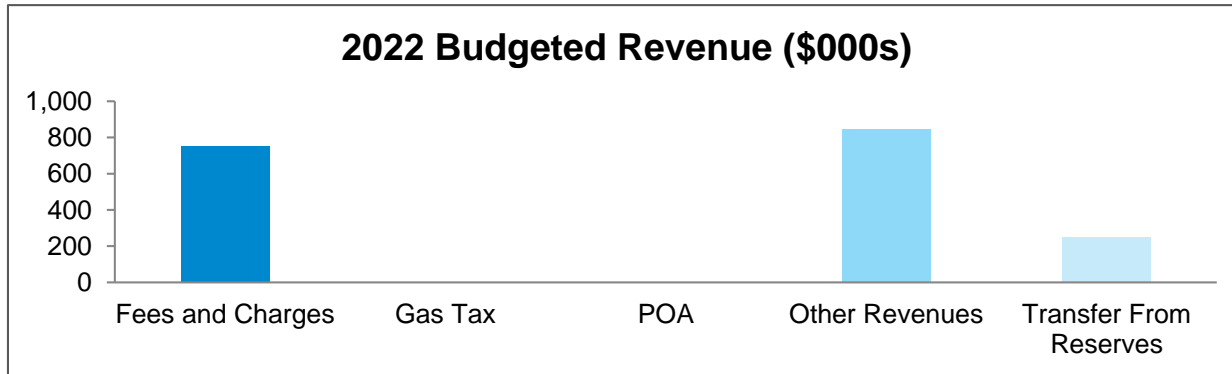 2022 Budgeted Revenue ($000s)
1,000
800
600
400
200
0
Fees and Charges
Gas Tax
POA
Other Revenues
Transfer From
Reserves